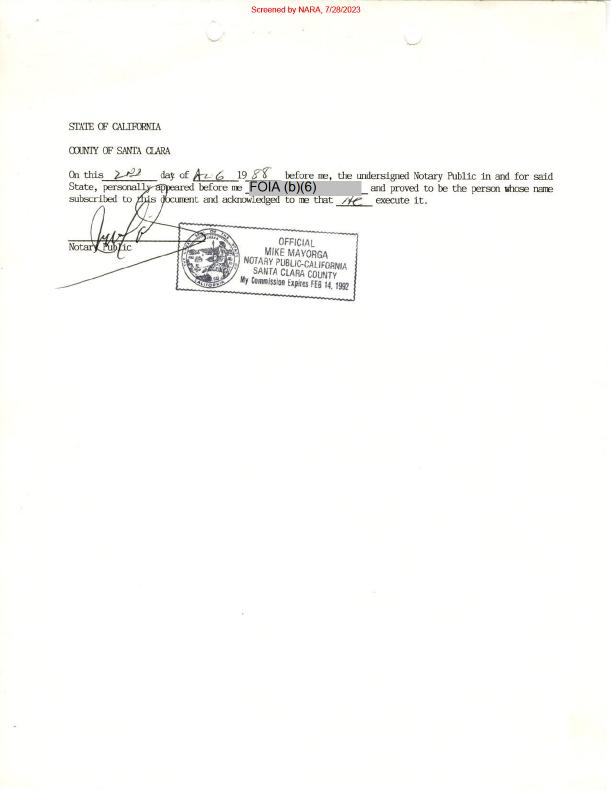 Screened by NARA, 7/28/2023
STATE OF CALIFORNIA
COUNTY OF SANTA CLARA
On this 22nd day of AUG 1988 before me, the undersigned Notary Public in and for said
State, personally appeared before me FOIA (b)(6) and proved to be the person whose name
subscribed to this document and acknowledged to me that He execute it.
Notary Public
OFFICIAL
MIKE MAYORGA
NOTARY PUBLIC-CALIFORNIA
SANTA CLARA COUNTY
My Commission Expires FEB 14, 1992